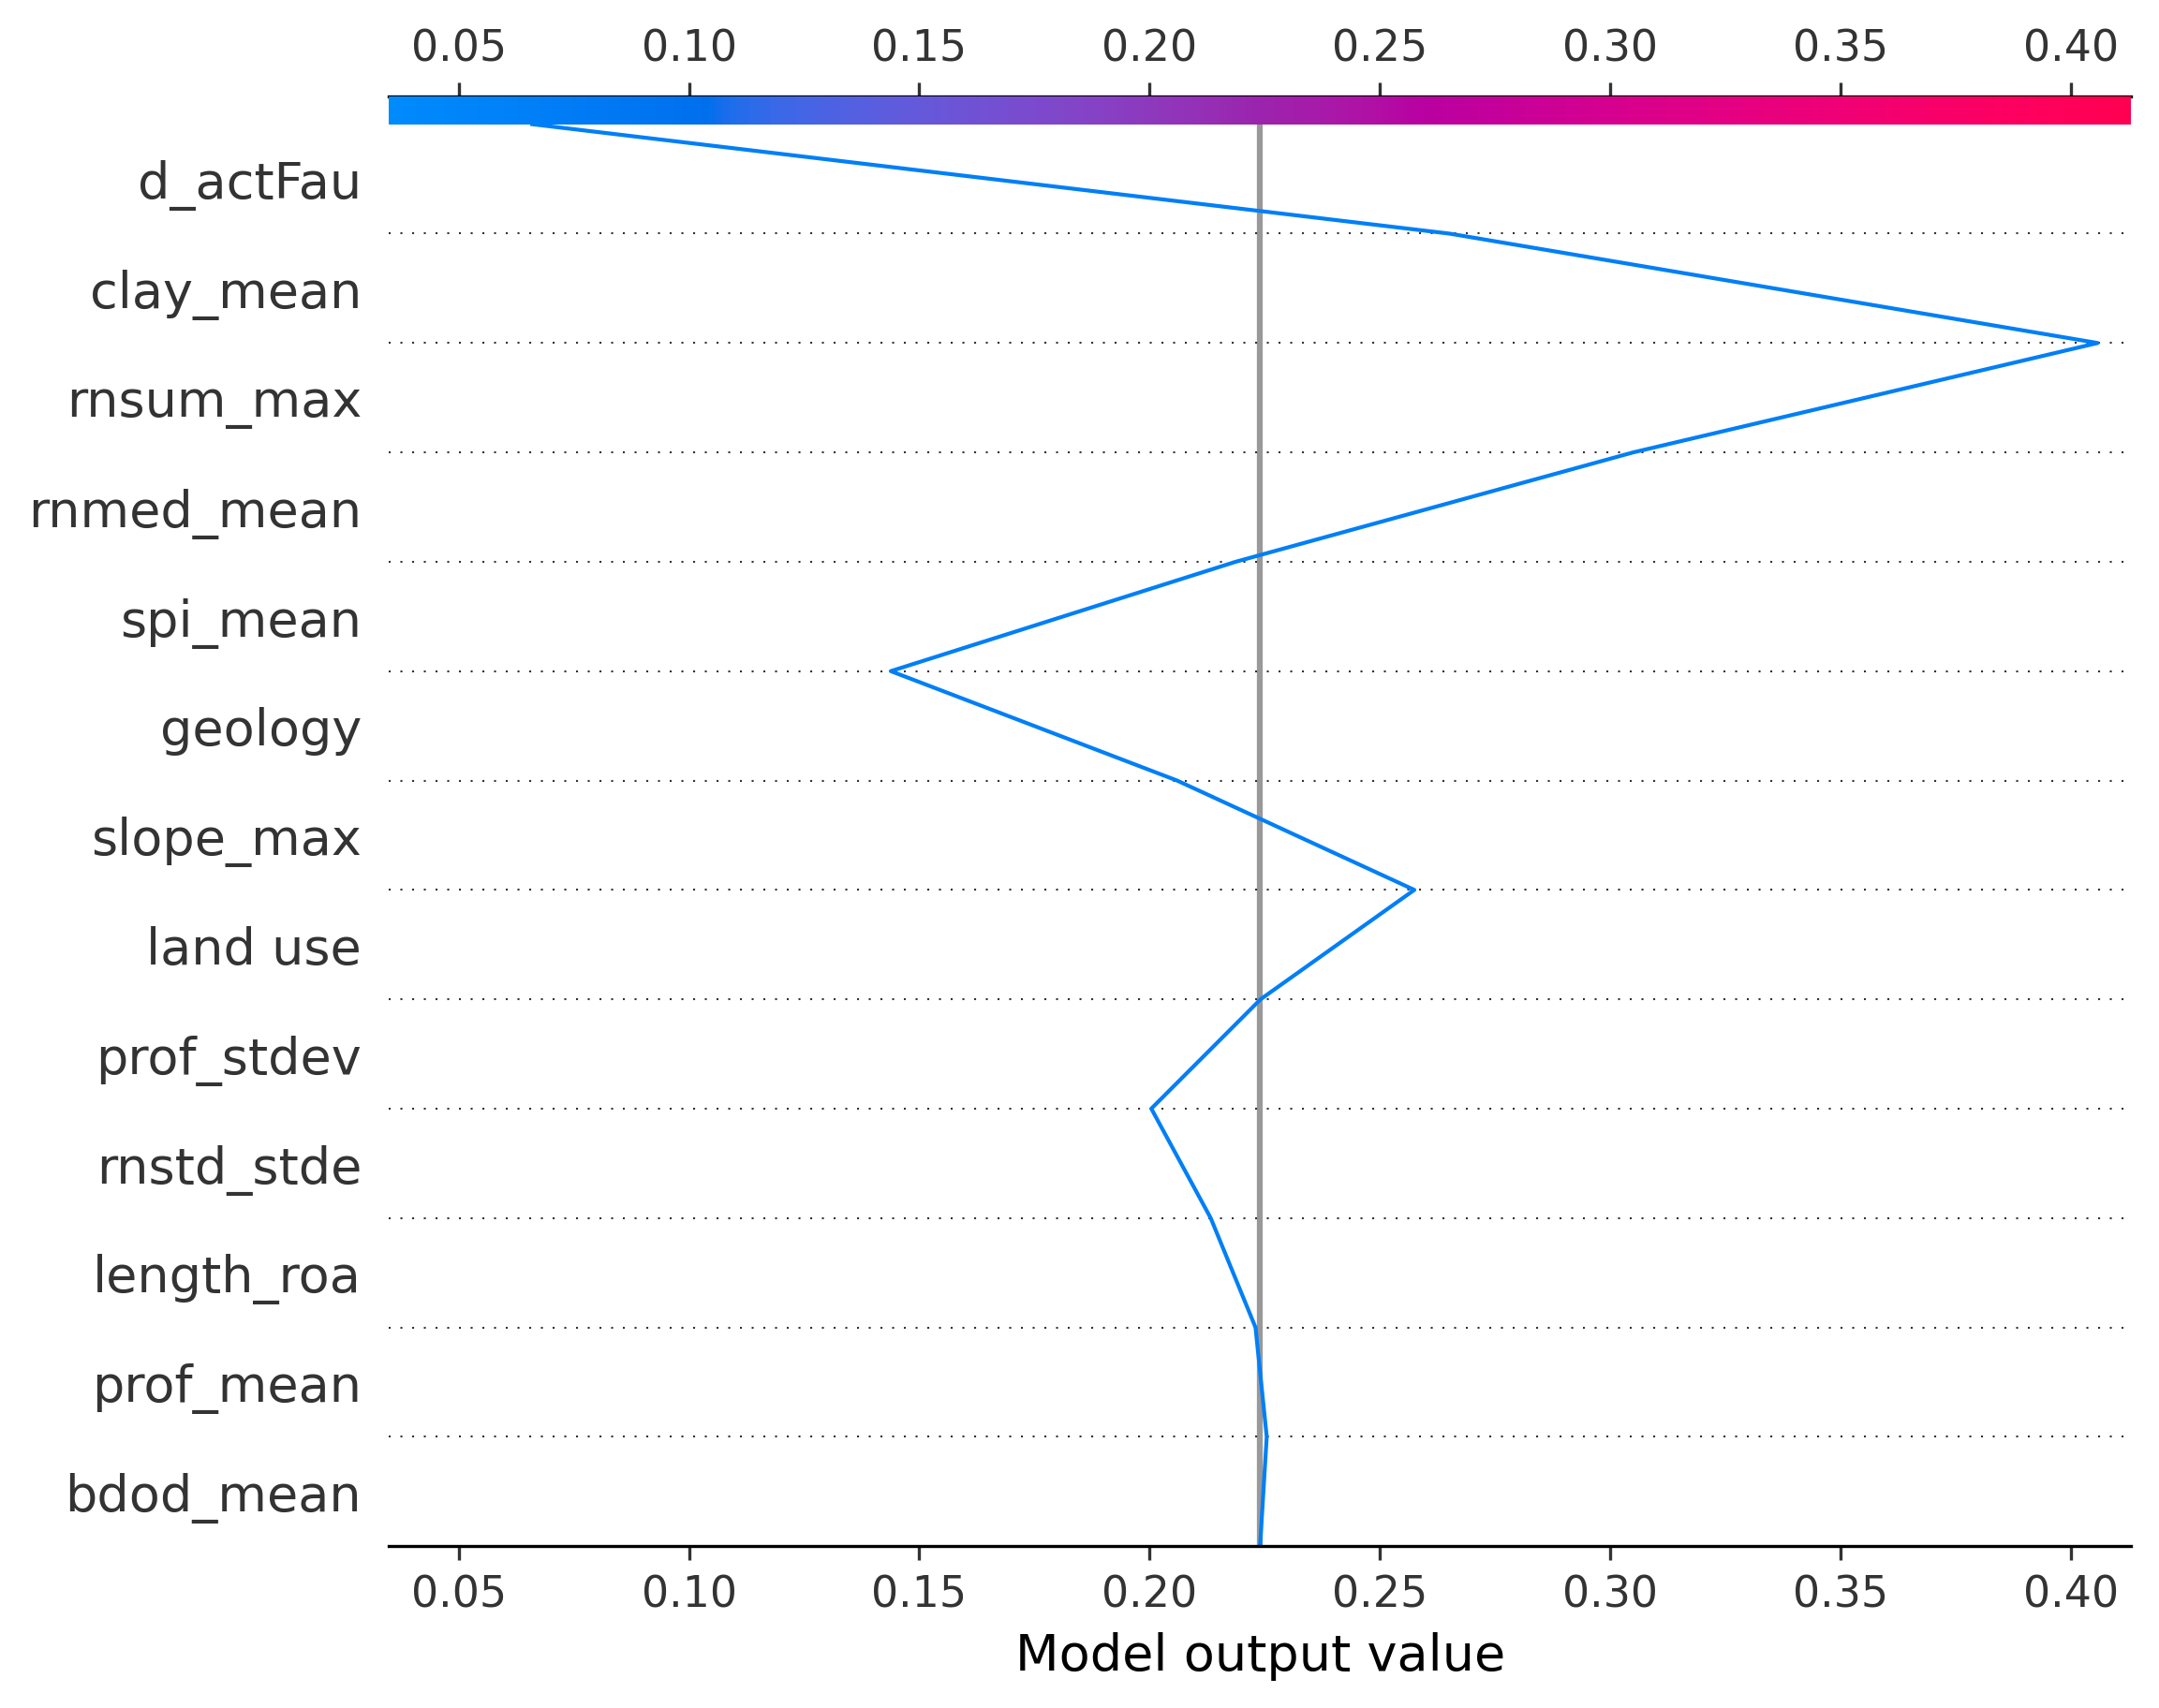 0.05 0.10 0.15 0.20 0.25 0.30 0.35 0.40
d_actFau
clay_mean
rnsum_max
rnmed_mean
spi_mean
geology
slope_max
land use
prof_stdev
rnstd_stde
length_roa
prof_mean
bdod_mean
0.05 0.10 0.15 0.20 0.25 0.30 0.35 0.40
Model output value